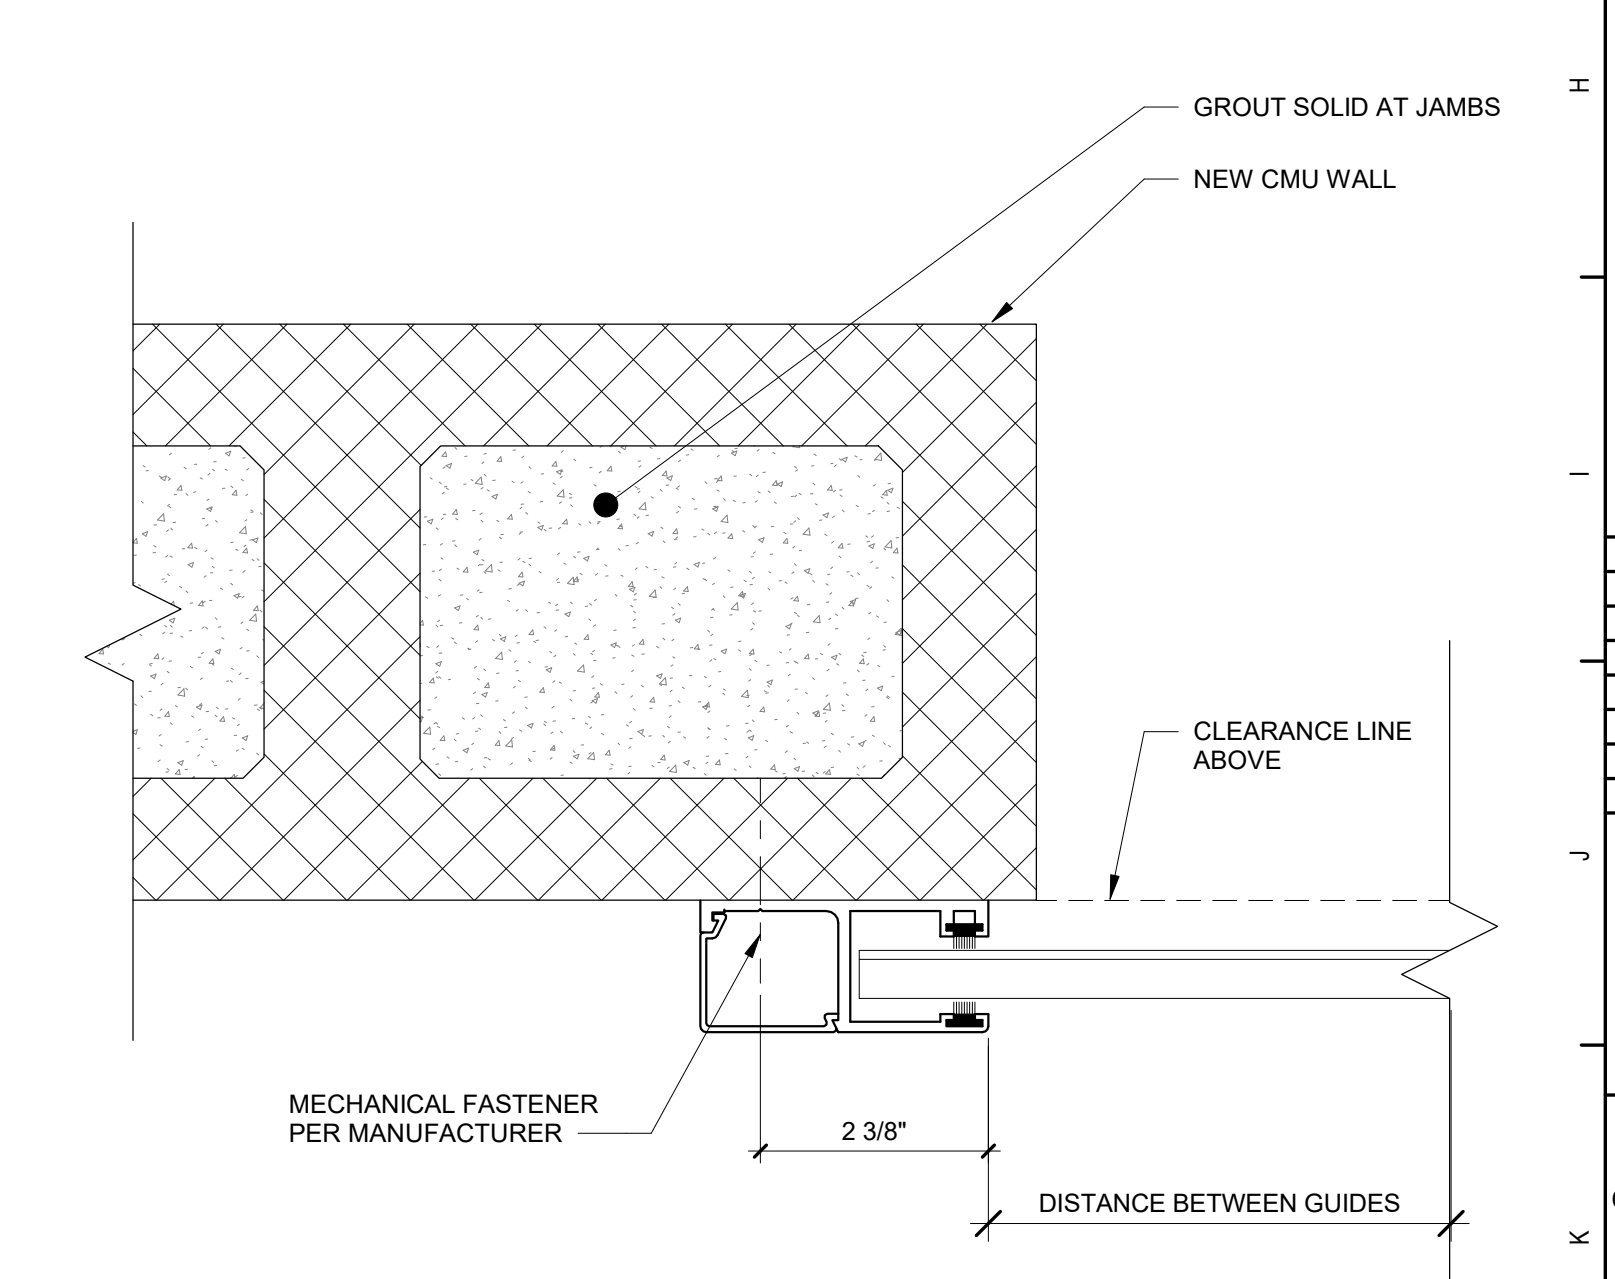 H
GROUT SOLID AT JAMBS
NEW CMU WALL
I
CLEARANCE LINE
ABOVE
J
MECHANICAL FASTENER
PER MANUFACTURER
2 3/8"
DISTANCE BETWEEN GUIDES
K